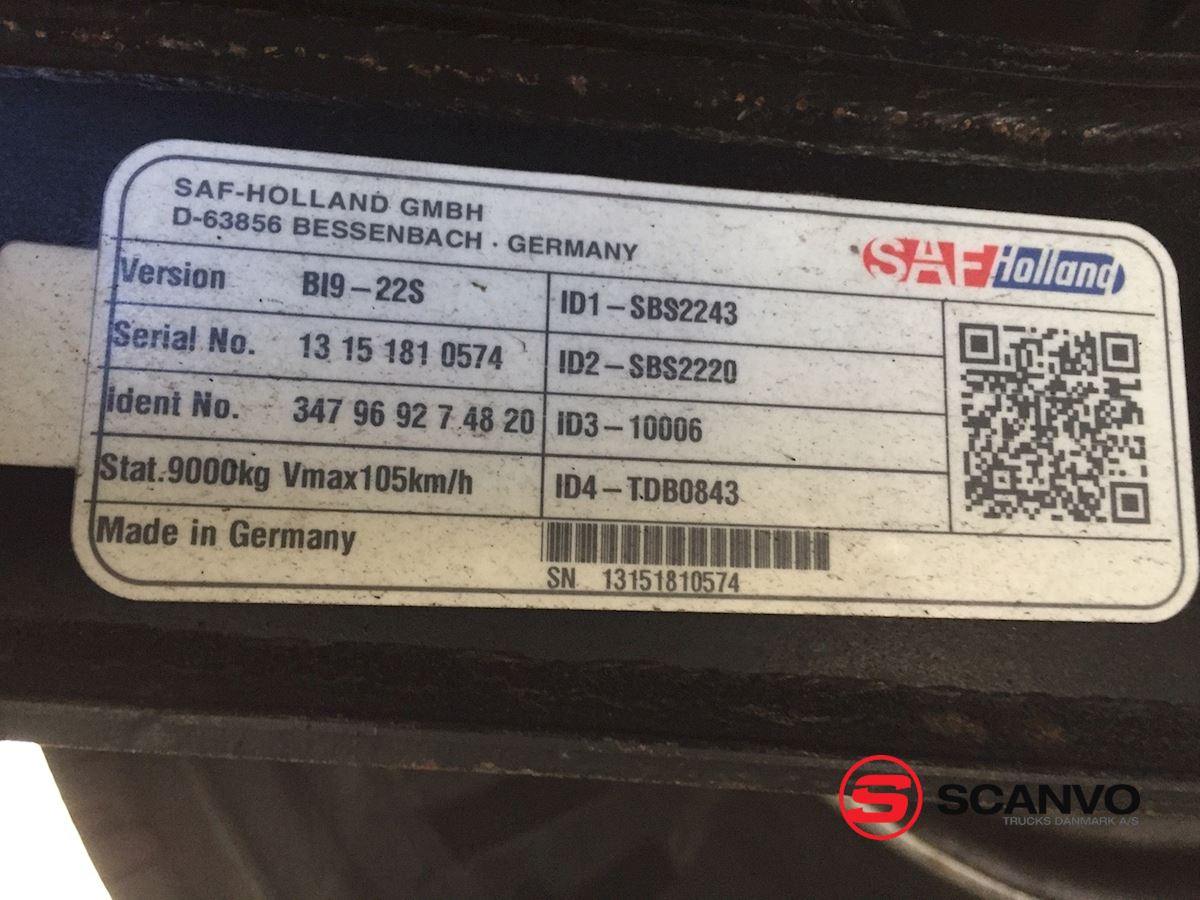 SAF-HOLLAND GMBH
D-63856 BESSENBACH · GERMANY
SAF Holland
Version BI9-22S
Serial No. 13 15 181 0574
Ident No. 347 96 92 7 48 20
Stat.9000kg Vmax105km/h
Made in Germany
ID1-SBS2243
ID2-SBS2220
ID3-10006
ID4-TDB0843
SN 13151810574
S SCANVO
TRUCKS DANMARK A/S